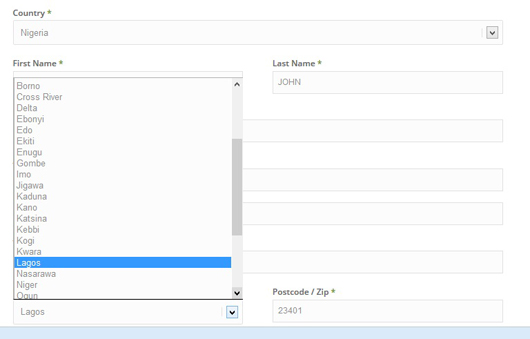 Country *
Nigeria
First Name *
Last Name *
JOHN
Borno
Cross River
Delta
Ebonyi
Edo
Ekiti
Enugu
Gombe
Imo
Jigawa
Kaduna
Kano
Katsina
Kebbi
Kogi
Kwara
Lagos
Nasarawa
Niger
Ogun
Lagos
Postcode / Zip *
23401